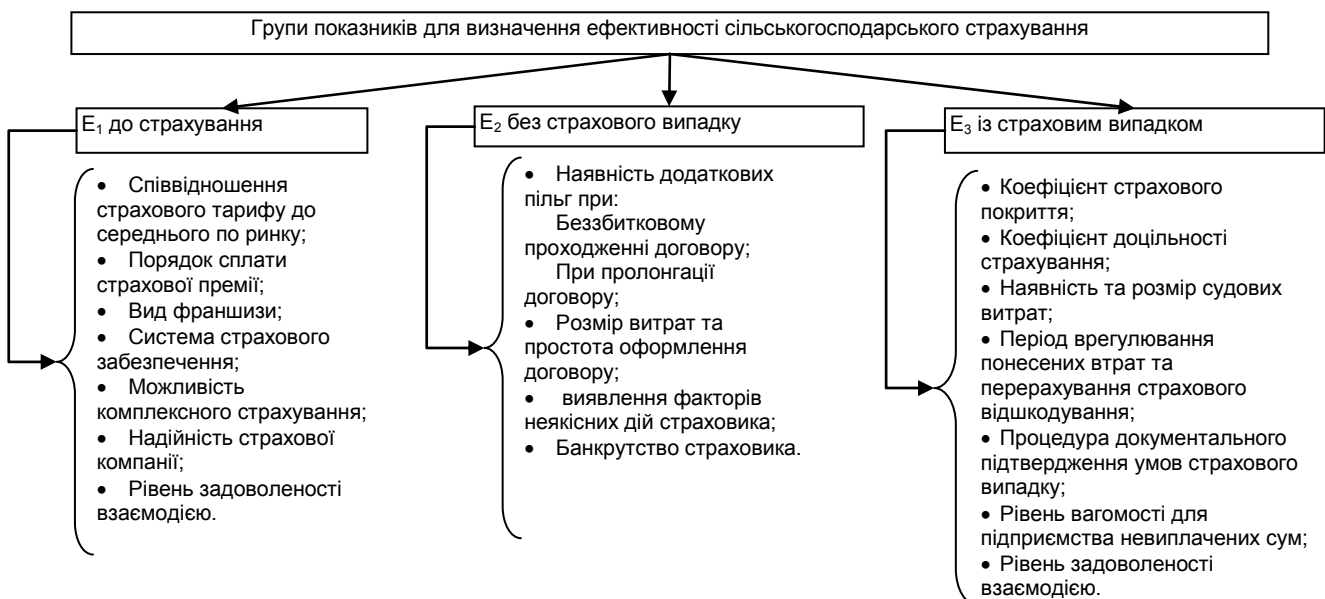 Групи показників для визначення ефективності сільськогосподарського страхування
E1 до страхування
• Співвідношення
страхового тарифу до
середнього по ринку;
• Порядок сплати
страхової премії;
• Вид франшизи;
• Система страхового
забезпечення;
• Можливість
комплексного страхування;
• Надійність страхової
компанії;
• Рівень задоволеності
взаємодією.
E2 без страхового випадку
• Наявність додаткових
пільг при:
Беззбитковому
проходженні договору;
При пролонгації
договору;
• Розмір витрат та
простота оформлення
договору;
• виявлення факторів
неякісних дій страховика;
• Банкрутство страховика.
E3 із страховим випадком
• Коефіцієнт страхового
покриття;
• Коефіцієнт доцільності
страхування;
• Наявність та розмір судових
витрат;
• Період врегулювання
понесених втрат та
перерахування страхового
відшкодування;
• Процедура документального
підтвердження умов страхового
випадку;
• Рівень вагомості для
підприємства невиплачених сум;
• Рівень задоволеності
взаємодією.